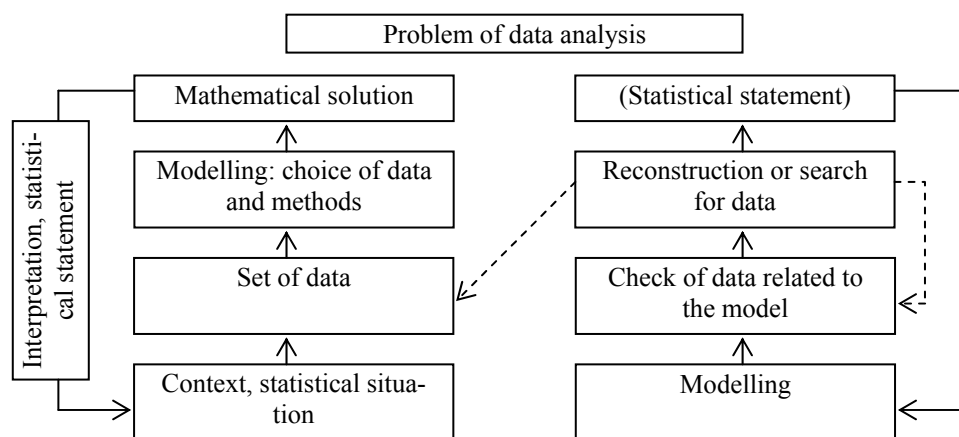 Problem of data analysis
Mathematical solution
(Statistical statement)
Modelling: choice of data
and methods
Reconstruction or search
for data
Interpretation, statisti-
cal statement
Set of data
Check of data related to
the model
Context, statistical situa-
tion
Modelling